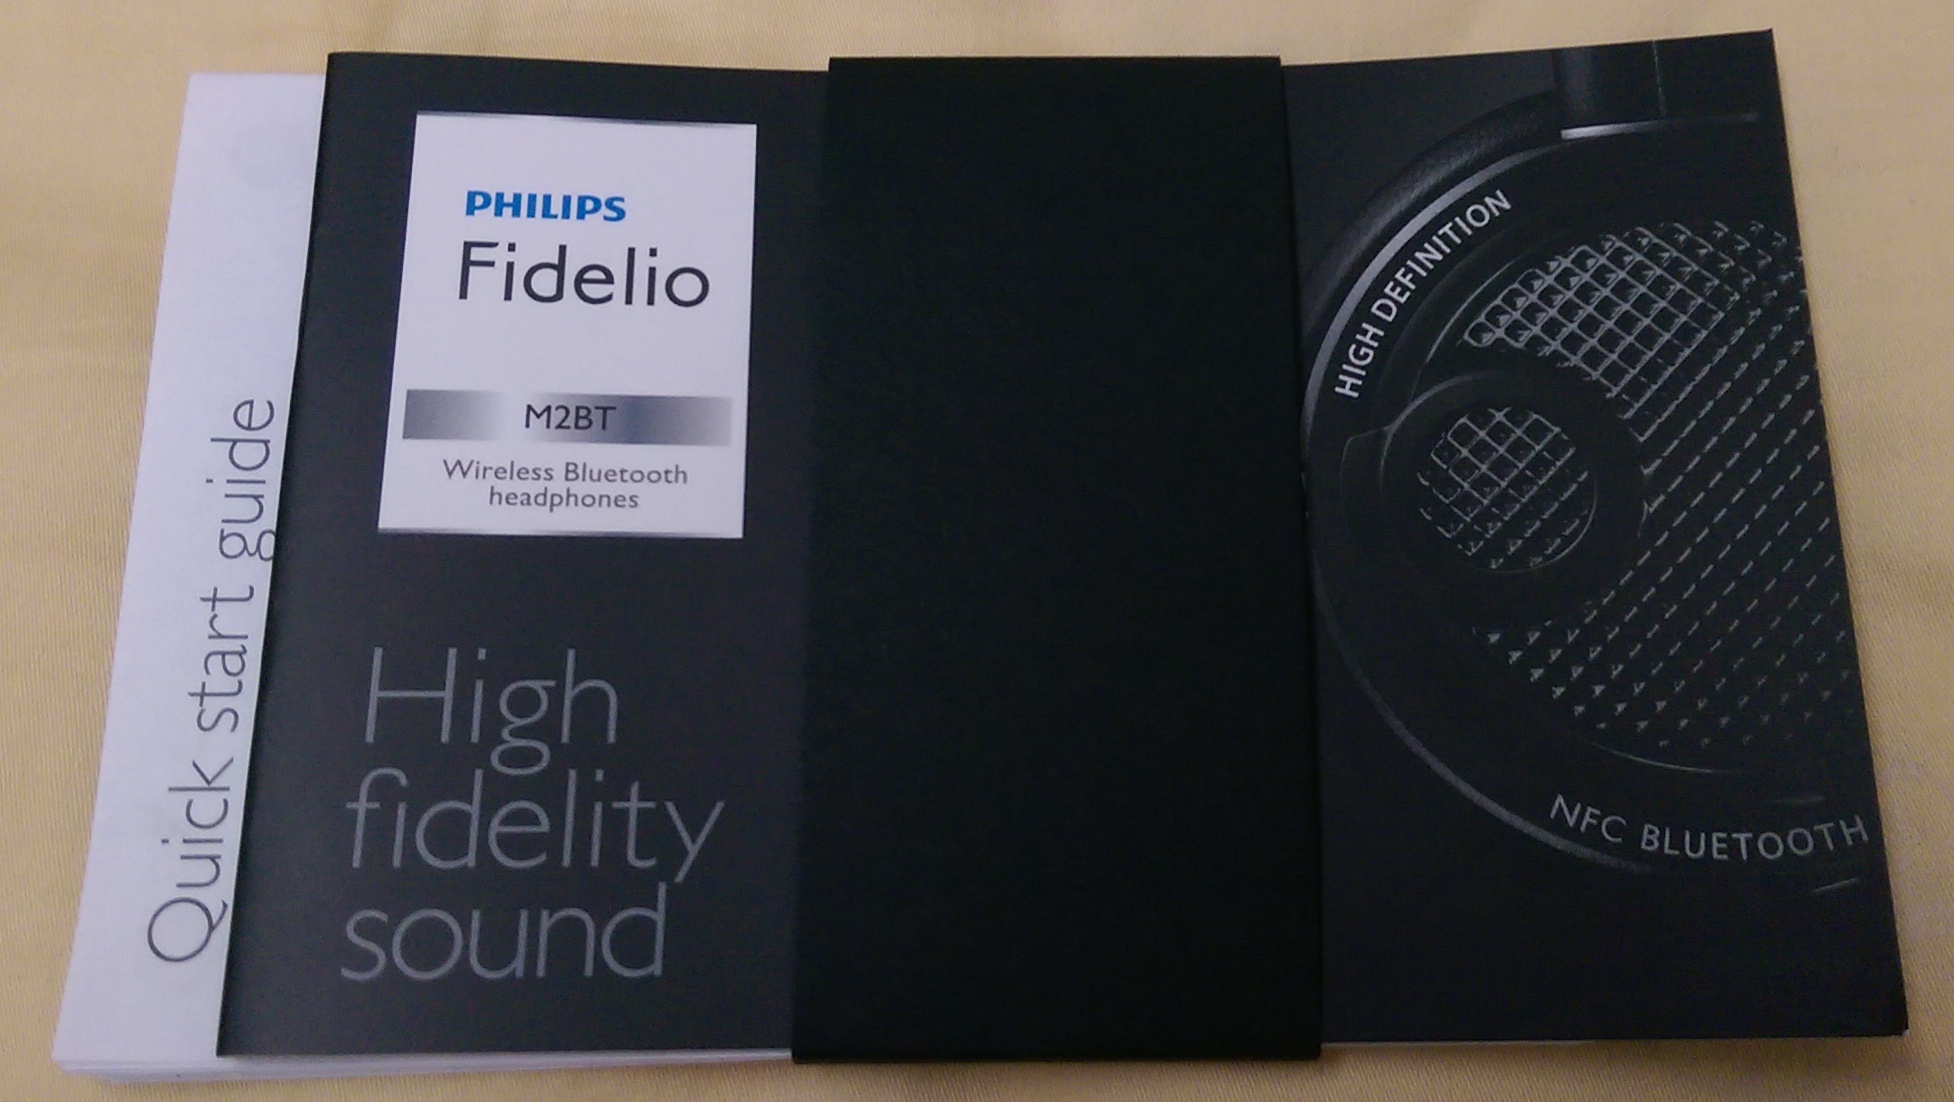 Quick start guide
PHILIPS
Fidelio
M2BT
Wireless Bluetooth
headphones
High
fidelity
sound
HIGH DEFINITION
NFC BLUETOOTH